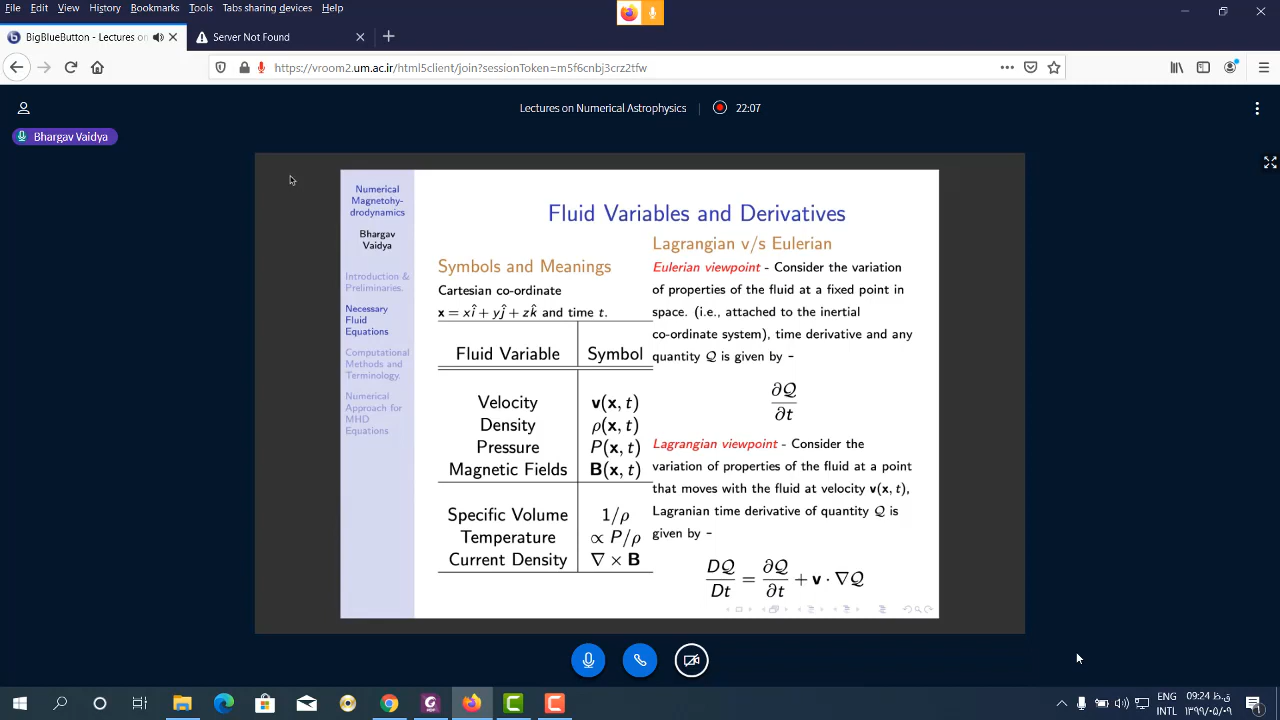 File Edit View History Bookmarks Tools Tab sharing devices Help
BigBlueButton - Lectures o
Server Not Found
https://vroom2.um.ac.ir/html5client/join?sessionToken=m5f6cnbj3crz2tfw
Lectures on Numerical Astrophysics
22:07
Bhargav Vaidya
Numerical
Magnetohy-
drodynamics
Bhargav
Vaidya
Introduction &
Preliminaries.
Necessary
Fluid
Equations
Computational
Methods and
Terminology.
Numerical
Approach for
MHD
Equations
Fluid Variables and Derivatives
Symbols and Meanings
Cartesian co-ordinate
x = xî + yĵ + zk̂ and time t.
Fluid Variable Symbol
Velocity v(x, t)
Density ρ(x, t)
Pressure P(x, t)
Magnetic Fields B(x, t)
Specific Volume 1/ρ
Temperature ∝ P/ρ
Current Density ∇ × B
Lagrangian v/s Eulerian
Eulerian viewpoint - Consider the variation
of properties of the fluid at a fixed point in
space. (i.e., attached to the inertial
co-ordinate system), time derivative and any
quantity Q is given by –
∂Q
∂t
Lagrangian viewpoint - Consider the
variation of properties of the fluid at a point
that moves with the fluid at velocity v(x, t),
Lagranian time derivative of quantity Q is
given by –
DQ/Dt = ∂Q/∂t + v · ∇Q
ENG
INTL
09:24